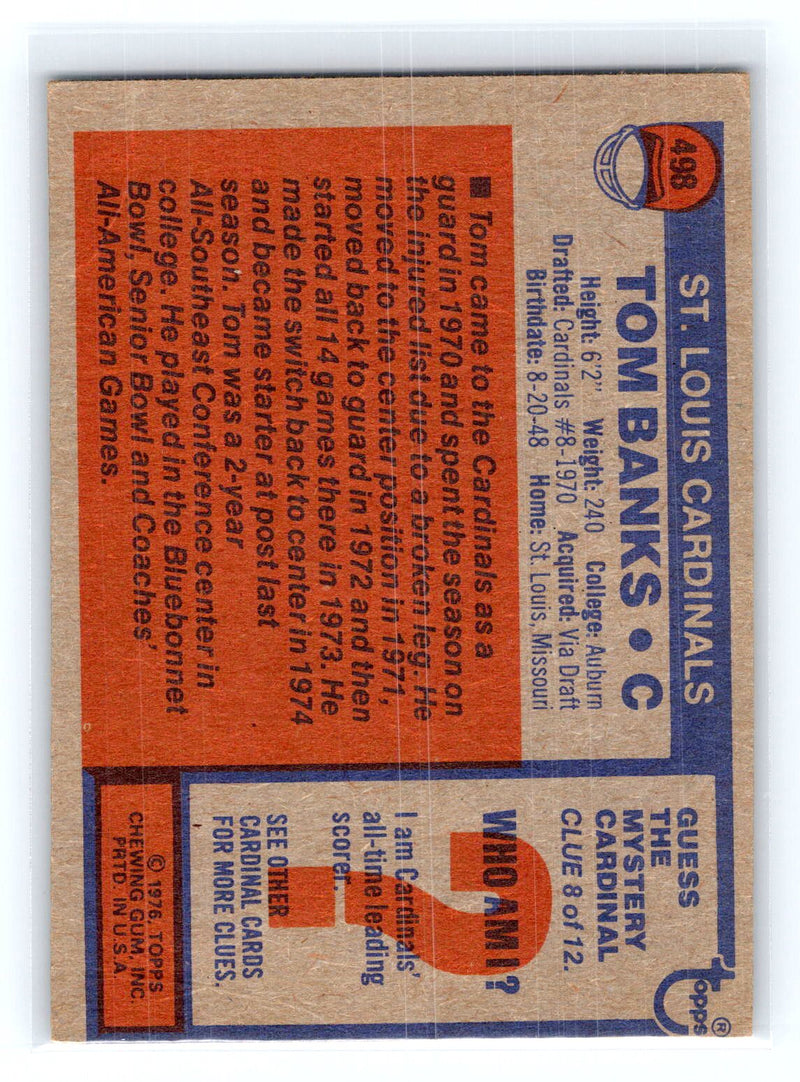 498
ST. LOUIS CARDINALS
TOM BANKS • C
Height: 6'2" Weight: 240 College: Auburn
Drafted: Cardinals #8-1970 Acquired: Via Draft
Birthdate: 8-20-48 Home: St. Louis, Missouri
■ Tom came to the Cardinals as a
guard in 1970 and spent the season on
the injured list due to a broken leg. He
moved to the center position in 1971,
moved back to guard in 1972 and then
started all 14 games there in 1973. He
made the switch back to center in 1974
and became starter at post last
season. Tom was a 2-year
All-Southeast Conference center in
college. He played in the Bluebonnet
Bowl, Senior Bowl and Coaches'
All-American Games.
topps®
GUESS
THE
MYSTERY
CARDINAL
CLUE 8 of 12.
?
WHO AM I?
I am Cardinals'
all-time leading
scorer.
SEE OTHER
CARDINAL CARDS
FOR MORE CLUES.
© 1976, TOPPS
CHEWING GUM, INC.
PRTD. IN U.S.A